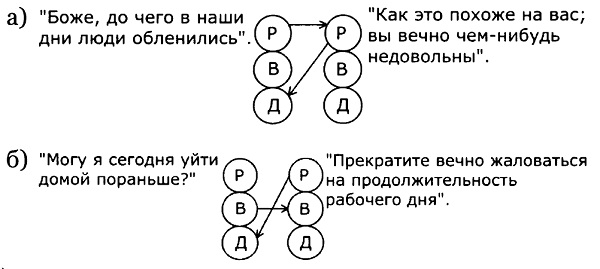 а) "Боже, до чего в наши
дни люди обленились".
Р Р
В В
Д Д
"Как это похоже на вас;
вы вечно чем-нибудь
недовольны".
б) "Могу я сегодня уйти
домой пораньше?"
Р Р
В В
Д Д
"Прекратите вечно жаловаться
на продолжительность
рабочего дня".